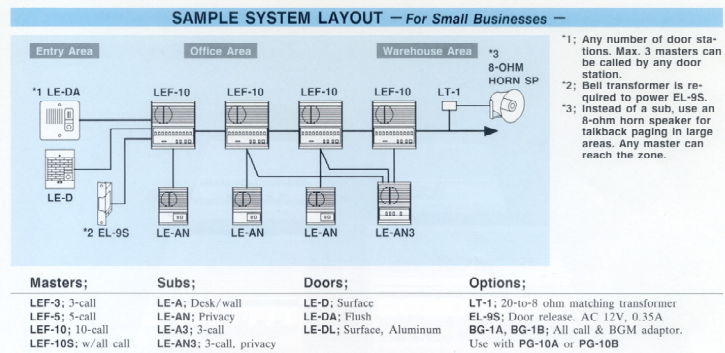 SAMPLE SYSTEM LAYOUT — For Small Businesses —
Entry Area
Office Area
Warehouse Area
*3
8-OHM
HORN SP
*1 LE-DA
LEF-10
LEF-10
LEF-10
LEF-10
LT-1
LE-D
*2 EL-9S
LE-AN
LE-AN
LE-AN
LE-AN3
*1; Any number of door sta-
tions. Max. 3 masters can
be called by any door
station.
*2; Bell transformer is re-
quired to power EL-9S.
*3; Instead of a sub, use an
8-ohm horn speaker for
talkback paging in large
areas. Any master can
reach the zone.
Masters;
LEF-3; 3-call
LEF-5; 5-call
LEF-10; 10-call
LEF-10S; w/all call
Subs;
LE-A; Desk/wall
LE-AN; Privacy
LE-A3; 3-call
LE-AN3; 3-call, privacy
Doors;
LE-D; Surface
LE-DA; Flush
LE-DL; Surface, Aluminum
Options;
LT-1; 20-to-8 ohm matching transformer
EL-9S; Door release. AC 12V, 0.35A
BG-1A, BG-1B; All call & BGM adaptor.
Use with PG-10A or PG-10B